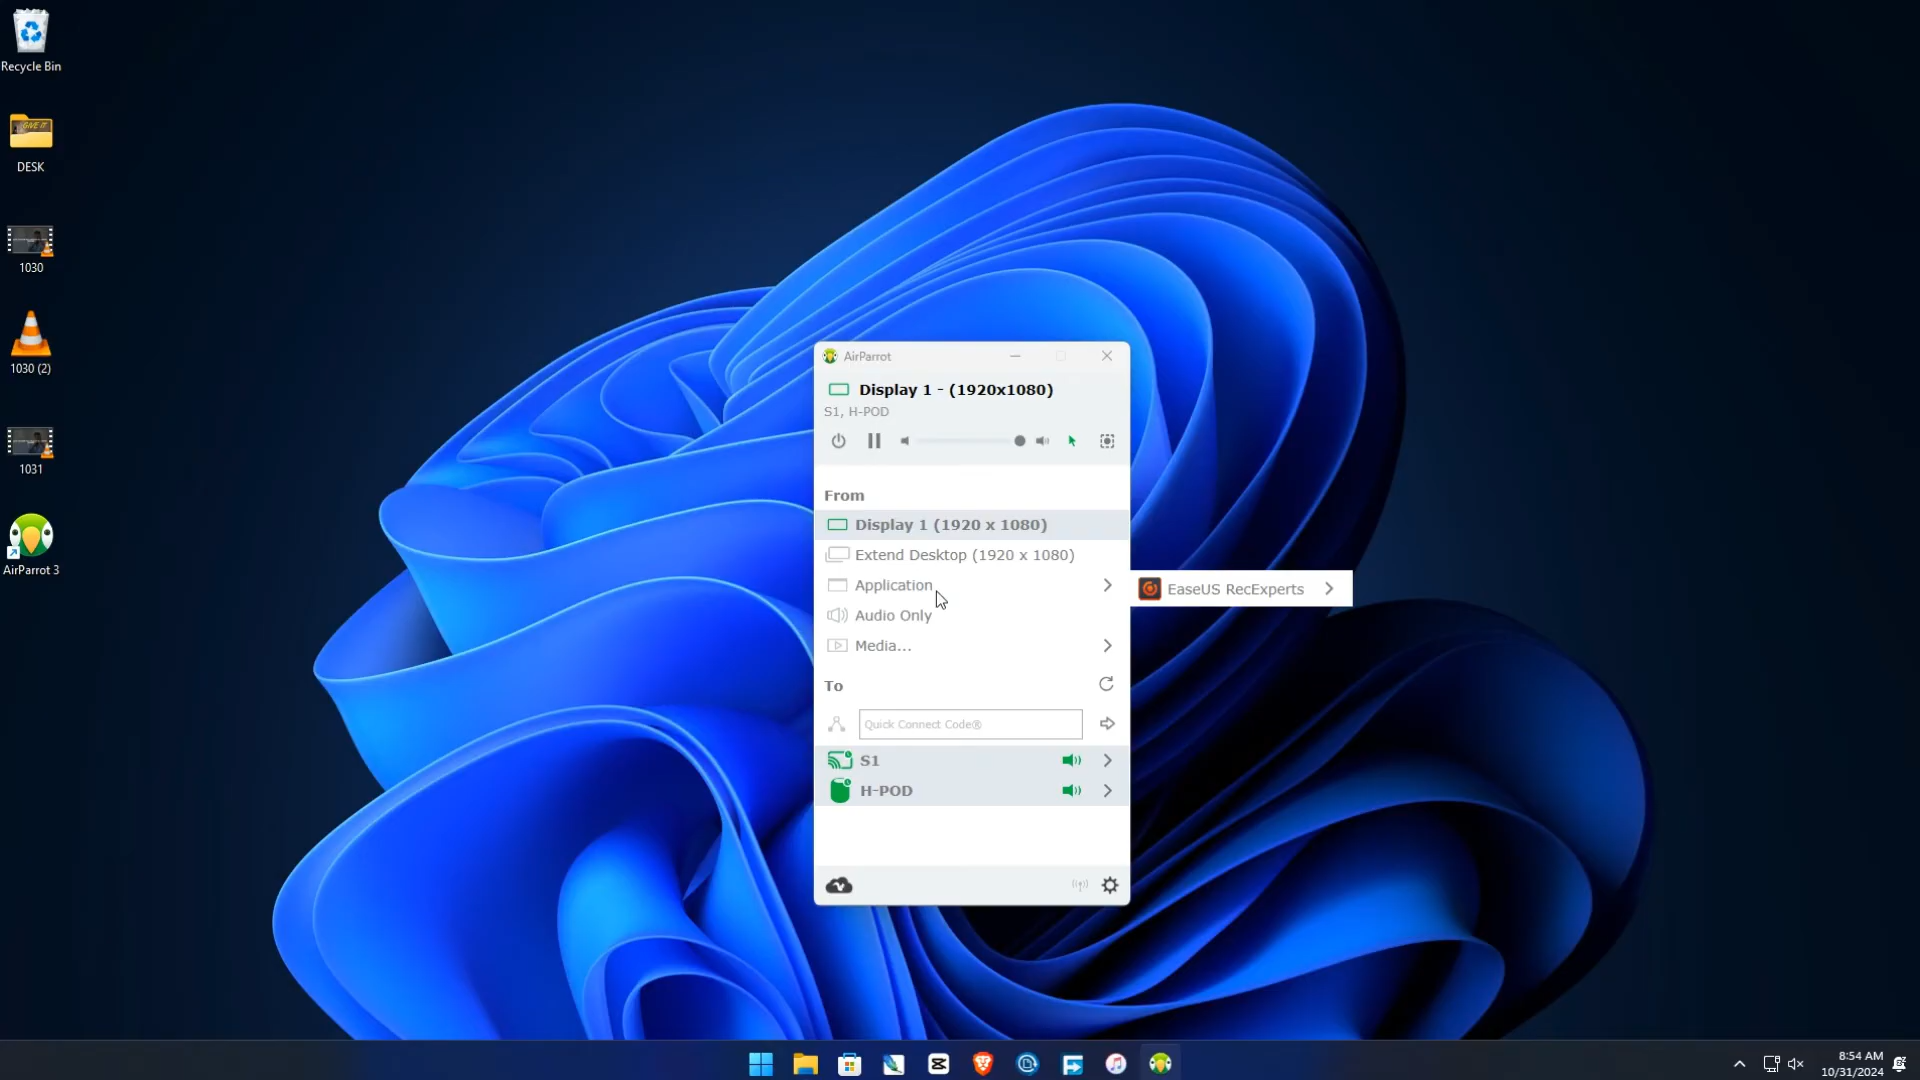 Recycle Bin
GIVE IT
DESK
1030
1030 (2)
1031
AirParrot 3
AirParrot
Display 1 - (1920x1080)
S1, H-POD
From
Display 1 (1920 x 1080)
Extend Desktop (1920 x 1080)
Application
EaseUS RecExperts
Audio Only
Media...
To
Quick Connect Code®
S1
H-POD
8:54 AM
10/31/2024